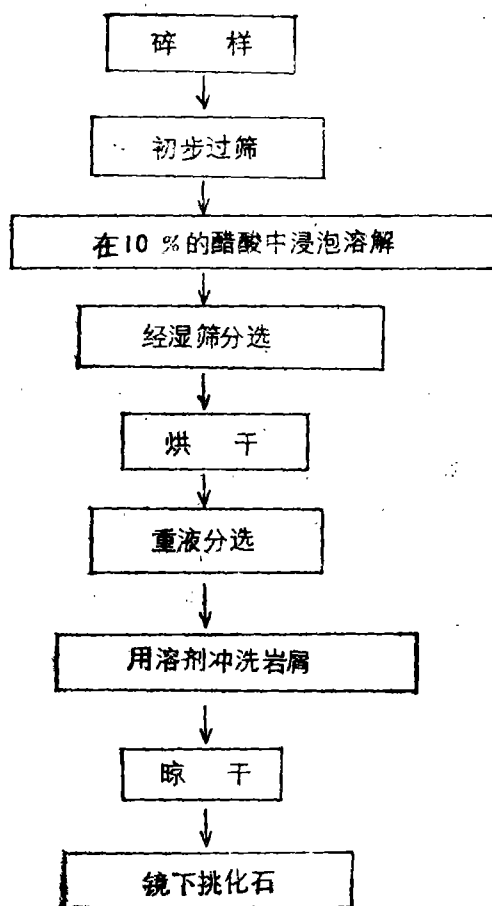 碎 样
初步过筛
在10 %的醋酸中浸泡溶解
经湿筛分选
烘 干
重液分选
用溶剂冲洗岩屑
晾 干
镜下挑化石